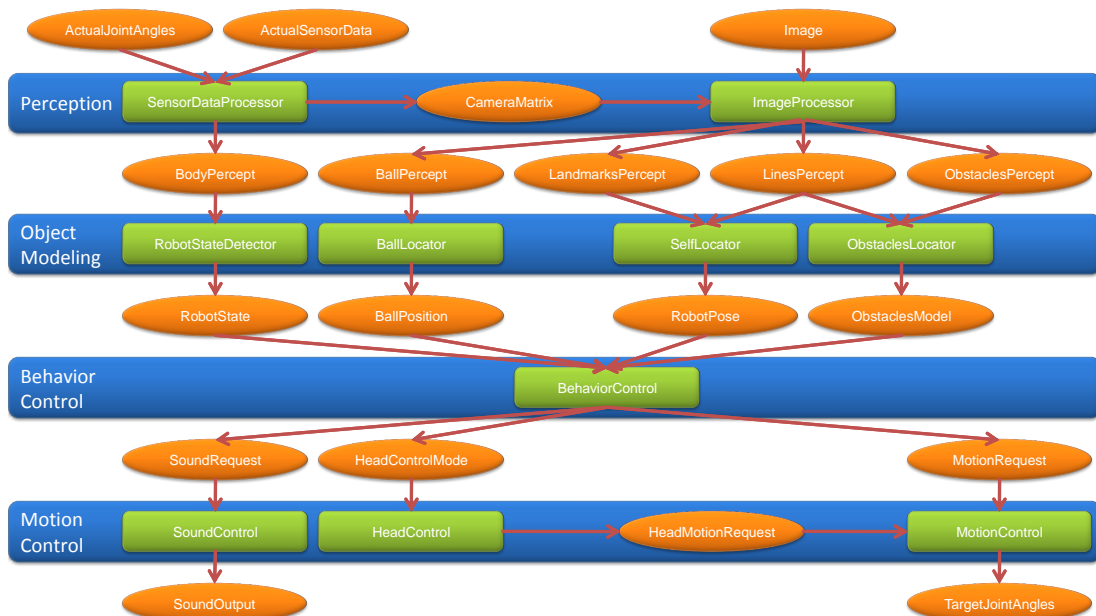 ActualJointAngles
ActualSensorData
Image
Perception
SensorDataProcessor
CameraMatrix
ImageProcessor
BodyPercept
BallPercept
LandmarksPercept
LinesPercept
ObstaclesPercept
Object
Modeling
RobotStateDetector
BallLocator
SelfLocator
ObstaclesLocator
RobotState
BallPosition
RobotPose
ObstaclesModel
Behavior
Control
BehaviorControl
SoundRequest
HeadControlMode
MotionRequest
Motion
Control
SoundControl
HeadControl
HeadMotionRequest
MotionControl
SoundOutput
TargetJointAngles